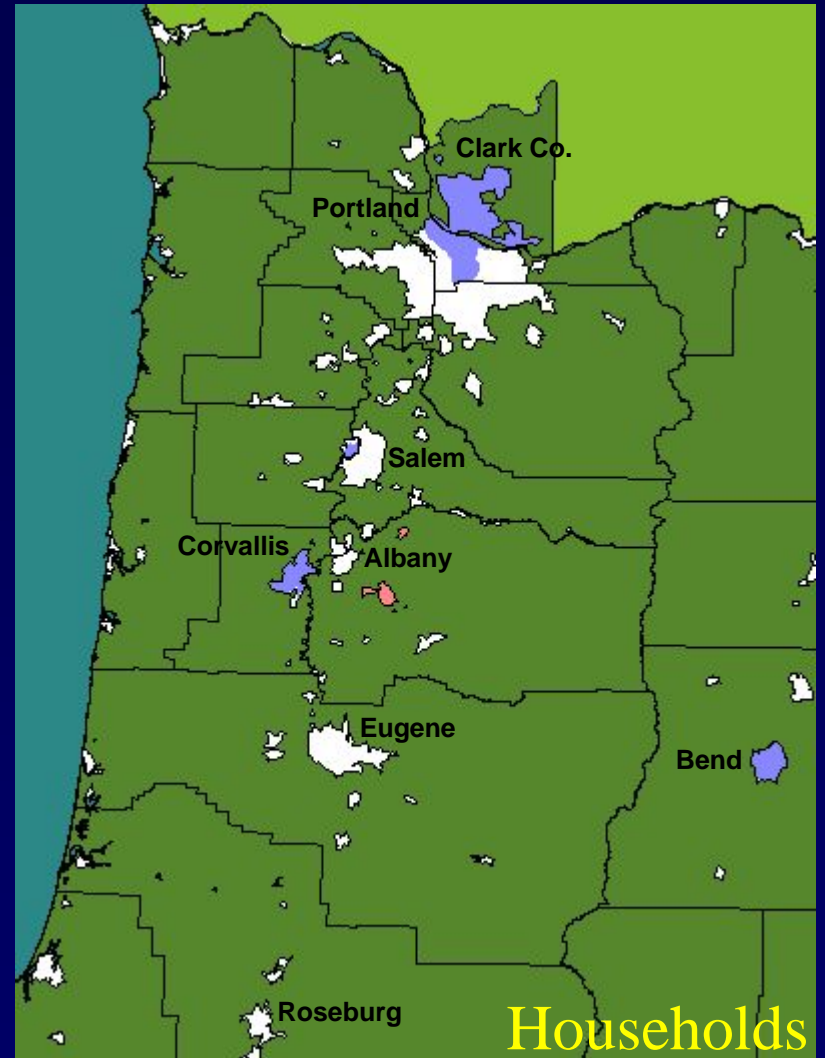 Clark Co.
Portland
Salem
Corvallis
Albany
Eugene
Bend
Roseburg
Households